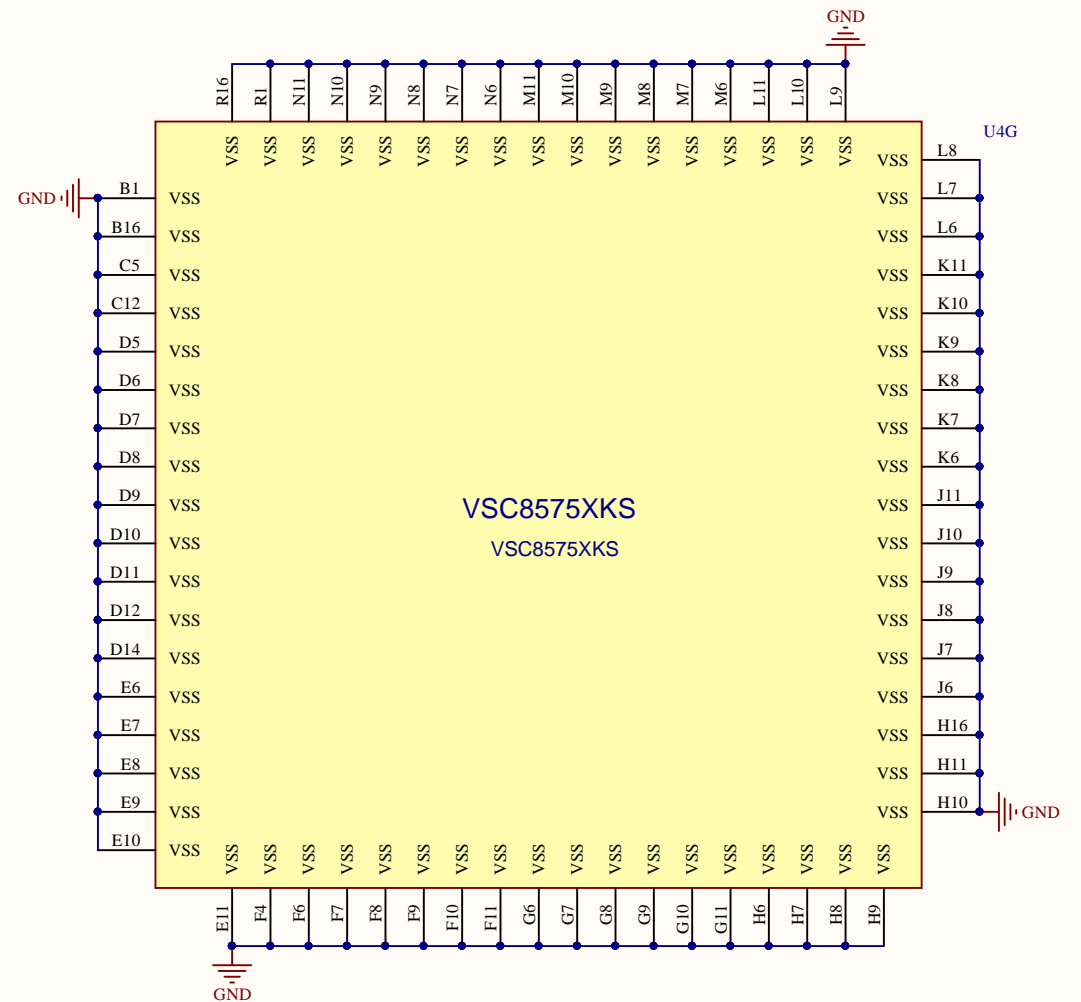 GND
R16 R1 N11 N10 N9 N8 N7 N6 M11 M10 M9 M8 M7 M6 L11 L10 L9
U4G
VSS VSS VSS VSS VSS VSS VSS VSS VSS VSS VSS VSS VSS VSS VSS VSS VSS
VSS L8
GND B1 VSS VSS L7
B16 VSS VSS L6
C5 VSS VSS K11
C12 VSS VSS K10
D5 VSS VSS K9
D6 VSS VSS K8
D7 VSS VSS K7
D8 VSS VSS K6
D9 VSS VSS J11
VSC8575XKS
D10 VSS VSS J10
VSC8575XKS
D11 VSS VSS J9
D12 VSS VSS J8
D14 VSS VSS J7
E6 VSS VSS J6
E7 VSS VSS H16
E8 VSS VSS H11
E9 VSS VSS H10 GND
E10 VSS
VSS VSS VSS VSS VSS VSS VSS VSS VSS VSS VSS VSS VSS VSS VSS VSS VSS VSS
E11 F4 F6 F7 F8 F9 F10 F11 G6 G7 G8 G9 G10 G11 H6 H7 H8 H9
GND